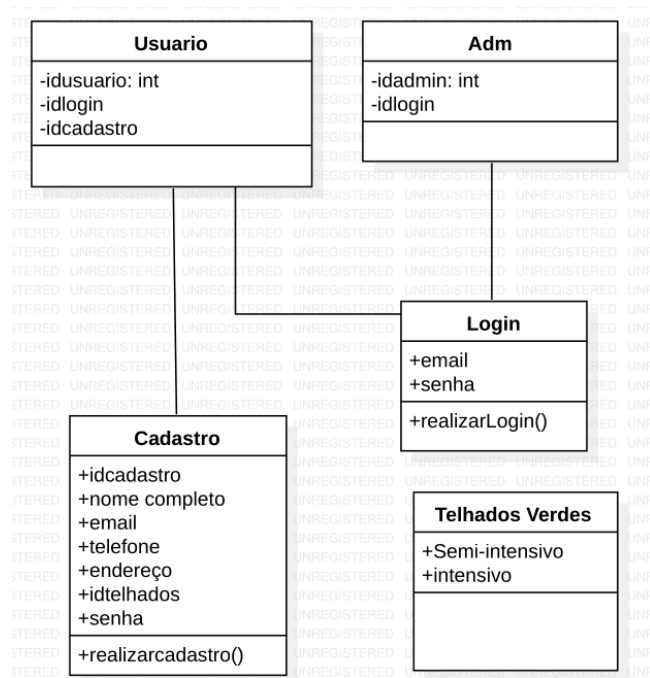 Usuario
-idusuario: int
-idlogin
-idcadastro
Adm
-idadmin: int
-idlogin
Login
+email
+senha
+realizarLogin()
Cadastro
+idcadastro
+nome completo
+email
+telefone
+endereço
+idtelhados
+senha
+realizarcadastro()
Telhados Verdes
+Semi-intensivo
+intensivo
UNREGISTERED